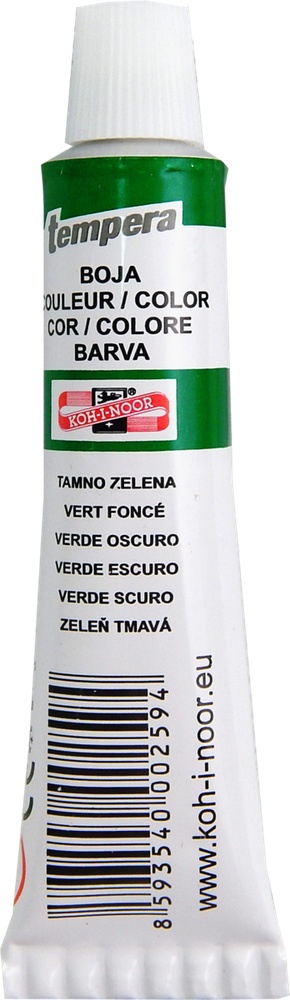 tempera
BOJA
COULEUR / COLOR
COR / COLORE
BARVA
KOH-I-NOOR
®
TAMNO ZELENA
VERT FONCÉ
VERDE OSCURO
VERDE ESCURO
VERDE SCURO
ZELEŇ TMAVÁ
8593540002594
www.koh-i-noor.eu
CE